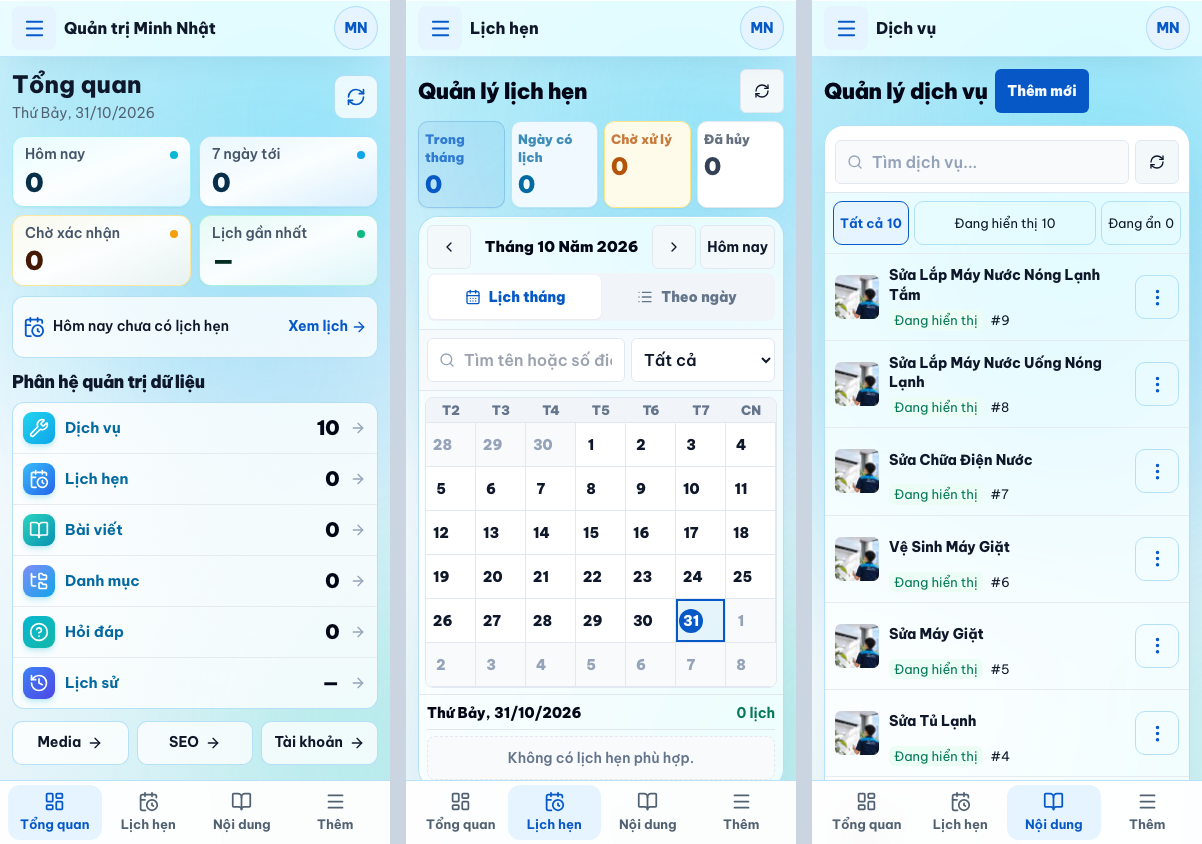 Quản trị Minh Nhật
MN
Tổng quan
Thứ Bảy, 31/10/2026
Hôm nay
0
7 ngày tới
0
Chờ xác nhận
0
Lịch gần nhất
—
Hôm nay chưa có lịch hẹn
Xem lịch →
Phân hệ quản trị dữ liệu
Dịch vụ 10 →
Lịch hẹn 0 →
Bài viết 0 →
Danh mục 0 →
Hỏi đáp 0 →
Lịch sử — →
Media →
SEO →
Tài khoản →
Tổng quan
Lịch hẹn
Nội dung
Thêm
Lịch hẹn
MN
Quản lý lịch hẹn
Trong tháng
0
Ngày có lịch
0
Chờ xử lý
0
Đã hủy
0
Tháng 10 Năm 2026
Hôm nay
Lịch tháng
Theo ngày
Tìm tên hoặc số đi
Tất cả
T2 T3 T4 T5 T6 T7 CN
28 29 30 1 2 3 4
5 6 7 8 9 10 11
12 13 14 15 16 17 18
19 20 21 22 23 24 25
26 27 28 29 30 31 1
2 3 4 5 6 7 8
Thứ Bảy, 31/10/2026
0 lịch
Không có lịch hẹn phù hợp.
Tổng quan
Lịch hẹn
Nội dung
Thêm
Dịch vụ
MN
Quản lý dịch vụ
Thêm mới
Tìm dịch vụ...
Tất cả 10
Đang hiển thị 10
Đang ẩn 0
Sửa Lắp Máy Nước Nóng Lạnh
Tắm
Đang hiển thị #9
Sửa Lắp Máy Nước Uống Nóng
Lạnh
Đang hiển thị #8
Sửa Chữa Điện Nước
Đang hiển thị #7
Vệ Sinh Máy Giặt
Đang hiển thị #6
Sửa Máy Giặt
Đang hiển thị #5
Sửa Tủ Lạnh
Đang hiển thị #4
Tổng quan
Lịch hẹn
Nội dung
Thêm